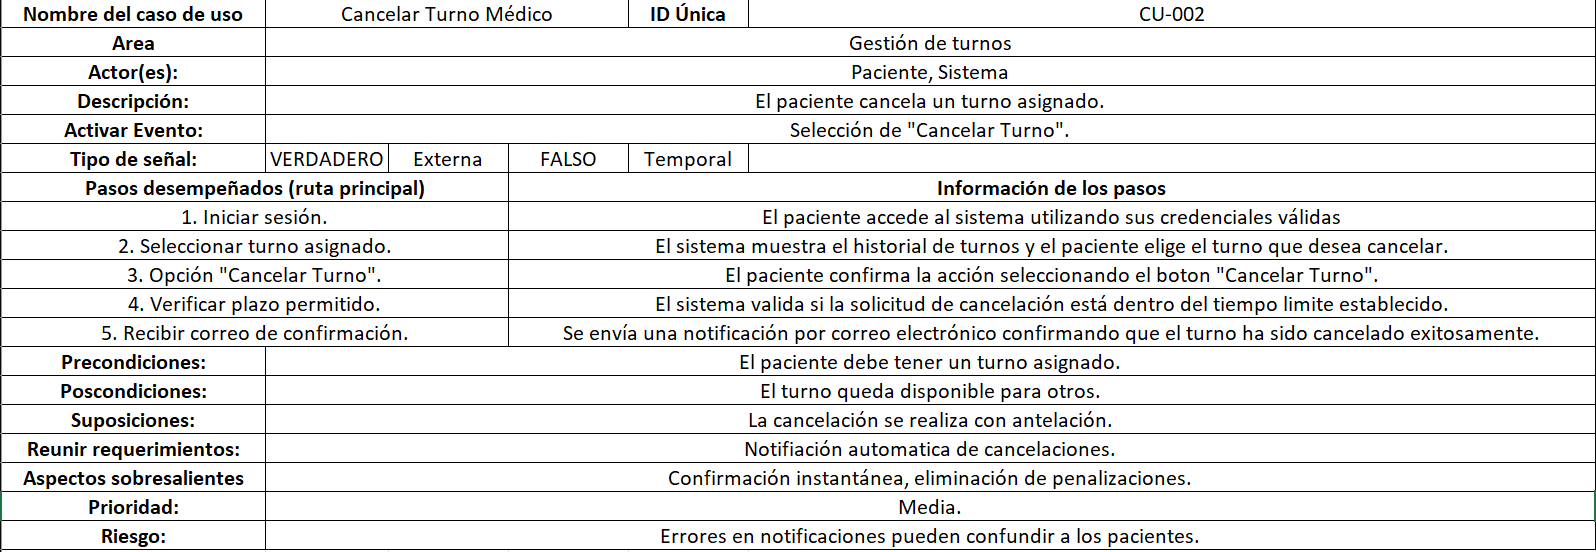 Nombre del caso de uso Cancelar Turno Médico ID Única CU-002
Area Gestión de turnos
Actor(es): Paciente, Sistema
Descripción: El paciente cancela un turno asignado.
Activar Evento: Selección de "Cancelar Turno".
Tipo de señal: VERDADERO Externa FALSO Temporal
Pasos desempeñados (ruta principal) Información de los pasos
1. Iniciar sesión. El paciente accede al sistema utilizando sus credenciales válidas
2. Seleccionar turno asignado. El sistema muestra el historial de turnos y el paciente elige el turno que desea cancelar.
3. Opción "Cancelar Turno". El paciente confirma la acción seleccionando el boton "Cancelar Turno".
4. Verificar plazo permitido. El sistema valida si la solicitud de cancelación está dentro del tiempo limite establecido.
5. Recibir correo de confirmación. Se envía una notificación por correo electrónico confirmando que el turno ha sido cancelado exitosamente.
Precondiciones: El paciente debe tener un turno asignado.
Poscondiciones: El turno queda disponible para otros.
Suposiciones: La cancelación se realiza con antelación.
Reunir requerimientos: Notifiación automatica de cancelaciones.
Aspectos sobresalientes Confirmación instantánea, eliminación de penalizaciones.
Prioridad: Media.
Riesgo: Errores en notificaciones pueden confundir a los pacientes.